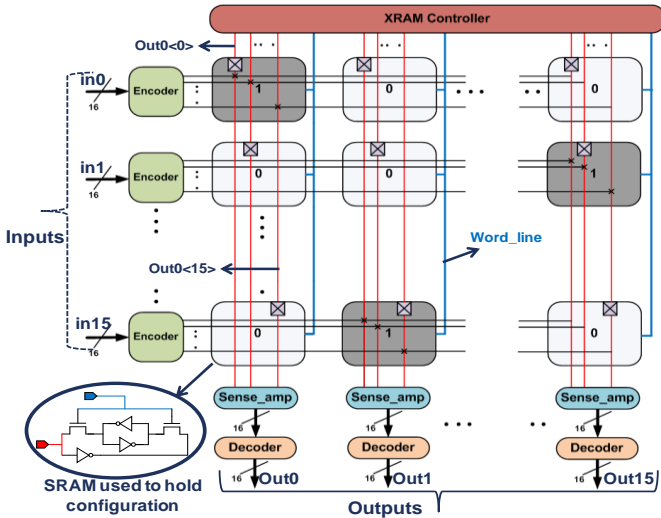 XRAM Controller
Out0<0>
in0
16
Encoder
1
0
0
in1
16
Encoder
0
0
1
Inputs
Word_line
Out0<15>
in15
16
Encoder
0
1
0
Sense_amp
Sense_amp
Sense_amp
16
16
16
Decoder
Decoder
Decoder
16
16
16
Out0
Out1
Out15
SRAM used to hold
configuration
Outputs